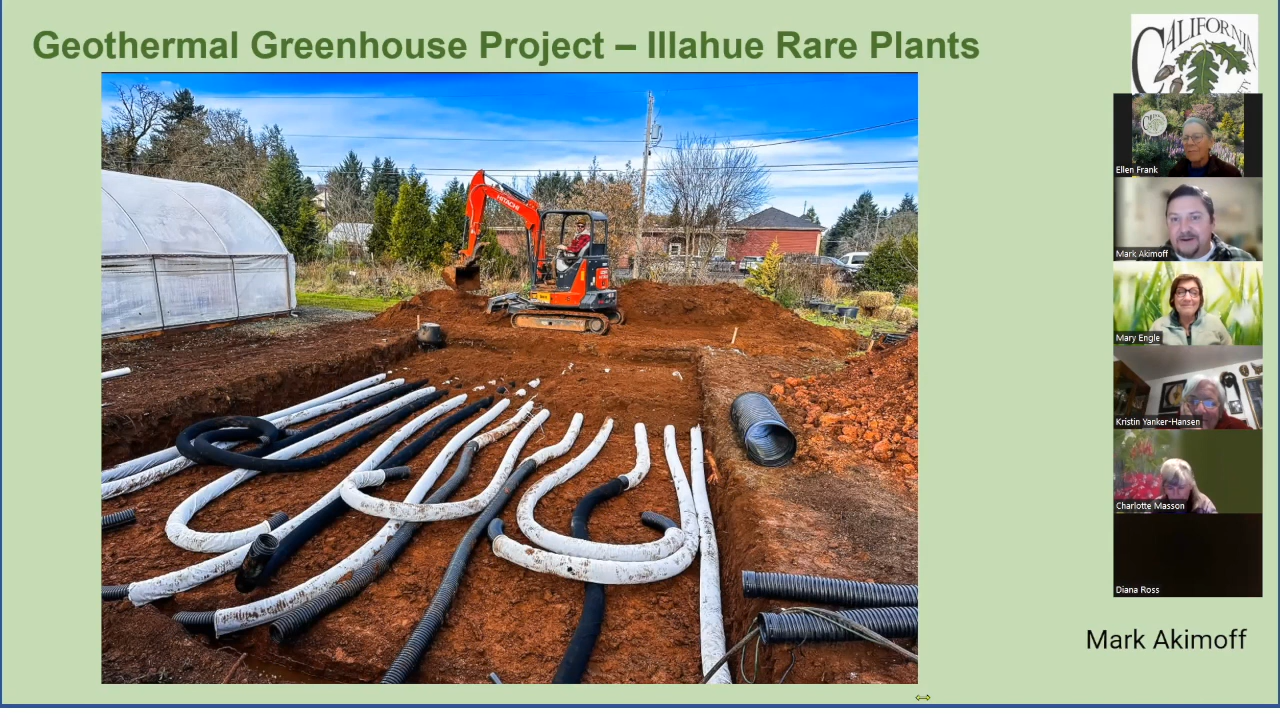 Geothermal Greenhouse Project – Illahue Rare Plants
CALIFORNIA
HITACHI
Ellen Frank
Mark Akimoff
Mary Engle
Kristin Yanker-Hansen
Charlotte Masson
Diana Ross
Mark Akimoff